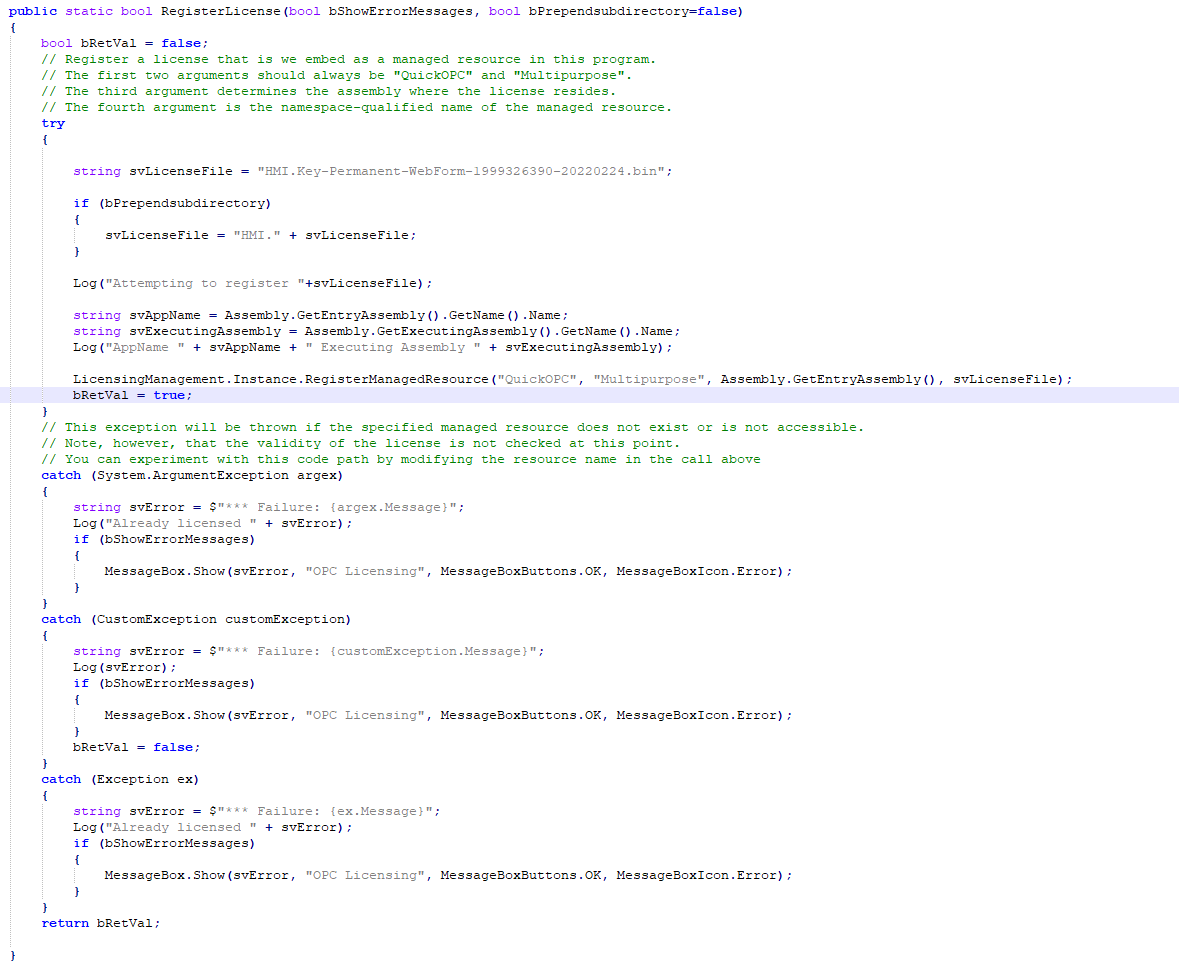 public static bool RegisterLicense(bool bShowErrorMessages, bool bPrependsubdirectory=false)
{
    bool bRetVal = false;
    // Register a license that is we embed as a managed resource in this program.
    // The first two arguments should always be "QuickOPC" and "Multipurpose".
    // The third argument determines the assembly where the license resides.
    // The fourth argument is the namespace-qualified name of the managed resource.
    try
    {
        string svLicenseFile = "HMI.Key-Permanent-WebForm-1999326390-20220224.bin";
        if (bPrependsubdirectory)
        {
            svLicenseFile = "HMI." + svLicenseFile;
        }
        Log("Attempting to register "+svLicenseFile);
        string svAppName = Assembly.GetEntryAssembly().GetName().Name;
        string svExecutingAssembly = Assembly.GetExecutingAssembly().GetName().Name;
        Log("AppName " + svAppName + " Executing Assembly " + svExecutingAssembly);
        LicensingManagement.Instance.RegisterManagedResource("QuickOPC", "Multipurpose", Assembly.GetEntryAssembly(), svLicenseFile);
        bRetVal = true;
    }
    // This exception will be thrown if the specified managed resource does not exist or is not accessible.
    // Note, however, that the validity of the license is not checked at this point.
    // You can experiment with this code path by modifying the resource name in the call above
    catch (System.ArgumentException argex)
    {
        string svError = $"*** Failure: {argex.Message}";
        Log("Already licensed " + svError);
        if (bShowErrorMessages)
        {
            MessageBox.Show(svError, "OPC Licensing", MessageBoxButtons.OK, MessageBoxIcon.Error);
        }
    }
    catch (CustomException customException)
    {
        string svError = $"*** Failure: {customException.Message}";
        Log(svError);
        if (bShowErrorMessages)
        {
            MessageBox.Show(svError, "OPC Licensing", MessageBoxButtons.OK, MessageBoxIcon.Error);
        }
        bRetVal = false;
    }
    catch (Exception ex)
    {
        string svError = $"*** Failure: {ex.Message}";
        Log("Already licensed " + svError);
        if (bShowErrorMessages)
        {
            MessageBox.Show(svError, "OPC Licensing", MessageBoxButtons.OK, MessageBoxIcon.Error);
        }
    }
    return bRetVal;
}